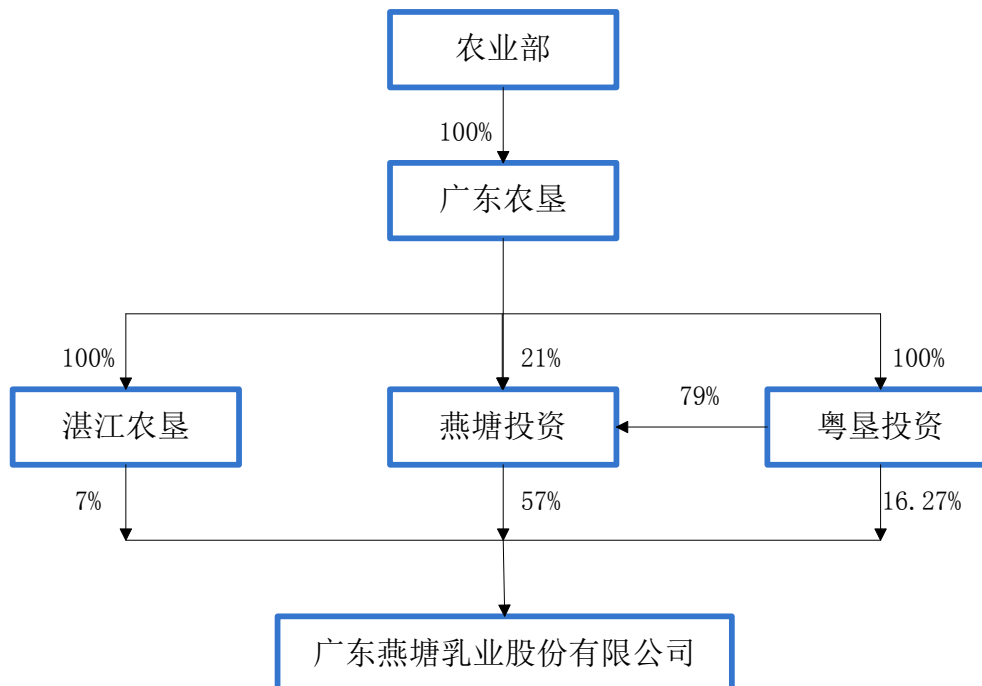 农业部
100%
广东农垦
100%
21%
100%
湛江农垦
燕塘投资
79%
粤垦投资
7%
57%
16.27%
广东燕塘乳业股份有限公司